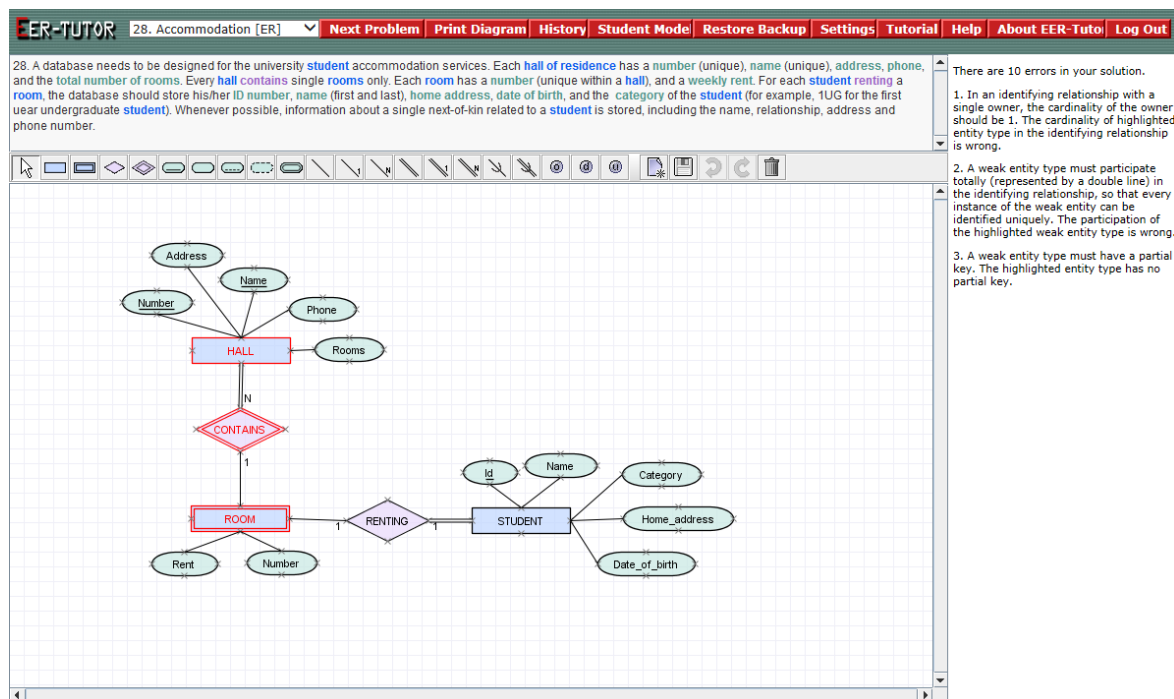 EER-TUTOR 28. Accommodation [ER] Next Problem Print Diagram History Student Model Restore Backup Settings Tutorial Help About EER-Tutor Log Out
28. A database needs to be designed for the university student accommodation services. Each hall of residence has a number (unique), name (unique), address, phone,
and the total number of rooms. Every hall contains single rooms only. Each room has a number (unique within a hall), and a weekly rent. For each student renting a
room, the database should store his/her ID number, name (first and last), home address, date of birth, and the category of the student (for example, 1UG for the first
uear undergraduate student). Whenever possible, information about a single next-of-kin related to a student is stored, including the name, relationship, address and
phone number.
There are 10 errors in your solution.
1. In an identifying relationship with a
single owner, the cardinality of the owner
should be 1. The cardinality of highlighted
entity type in the identifying relationship
is wrong.
2. A weak entity type must participate
totally (represented by a double line) in
the identifying relationship, so that every
instance of the weak entity can be
identified uniquely. The participation of
the highlighted weak entity type is wrong.
3. A weak entity type must have a partial
key. The highlighted entity type has no
partial key.
1 N 1 N o d u
Address
Name
Number
Phone
HALL
Rooms
N
CONTAINS
1
Id
Name
Category
ROOM
1
RENTING
1
STUDENT
Home_address
Rent
Number
Date_of_birth